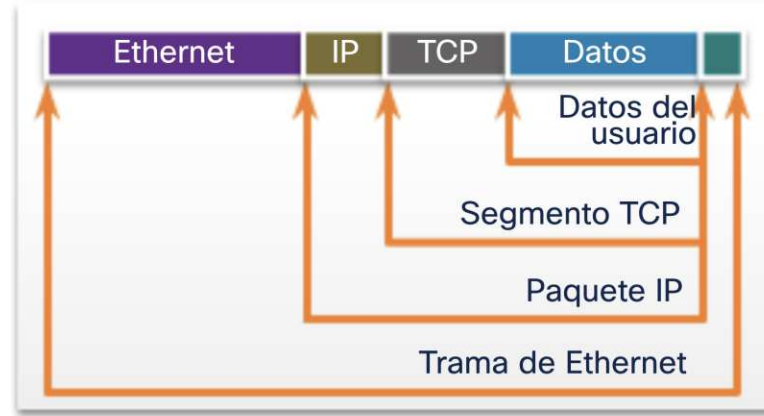 Ethernet IP TCP Datos
Datos del
usuario
Segmento TCP
Paquete IP
Trama de Ethernet